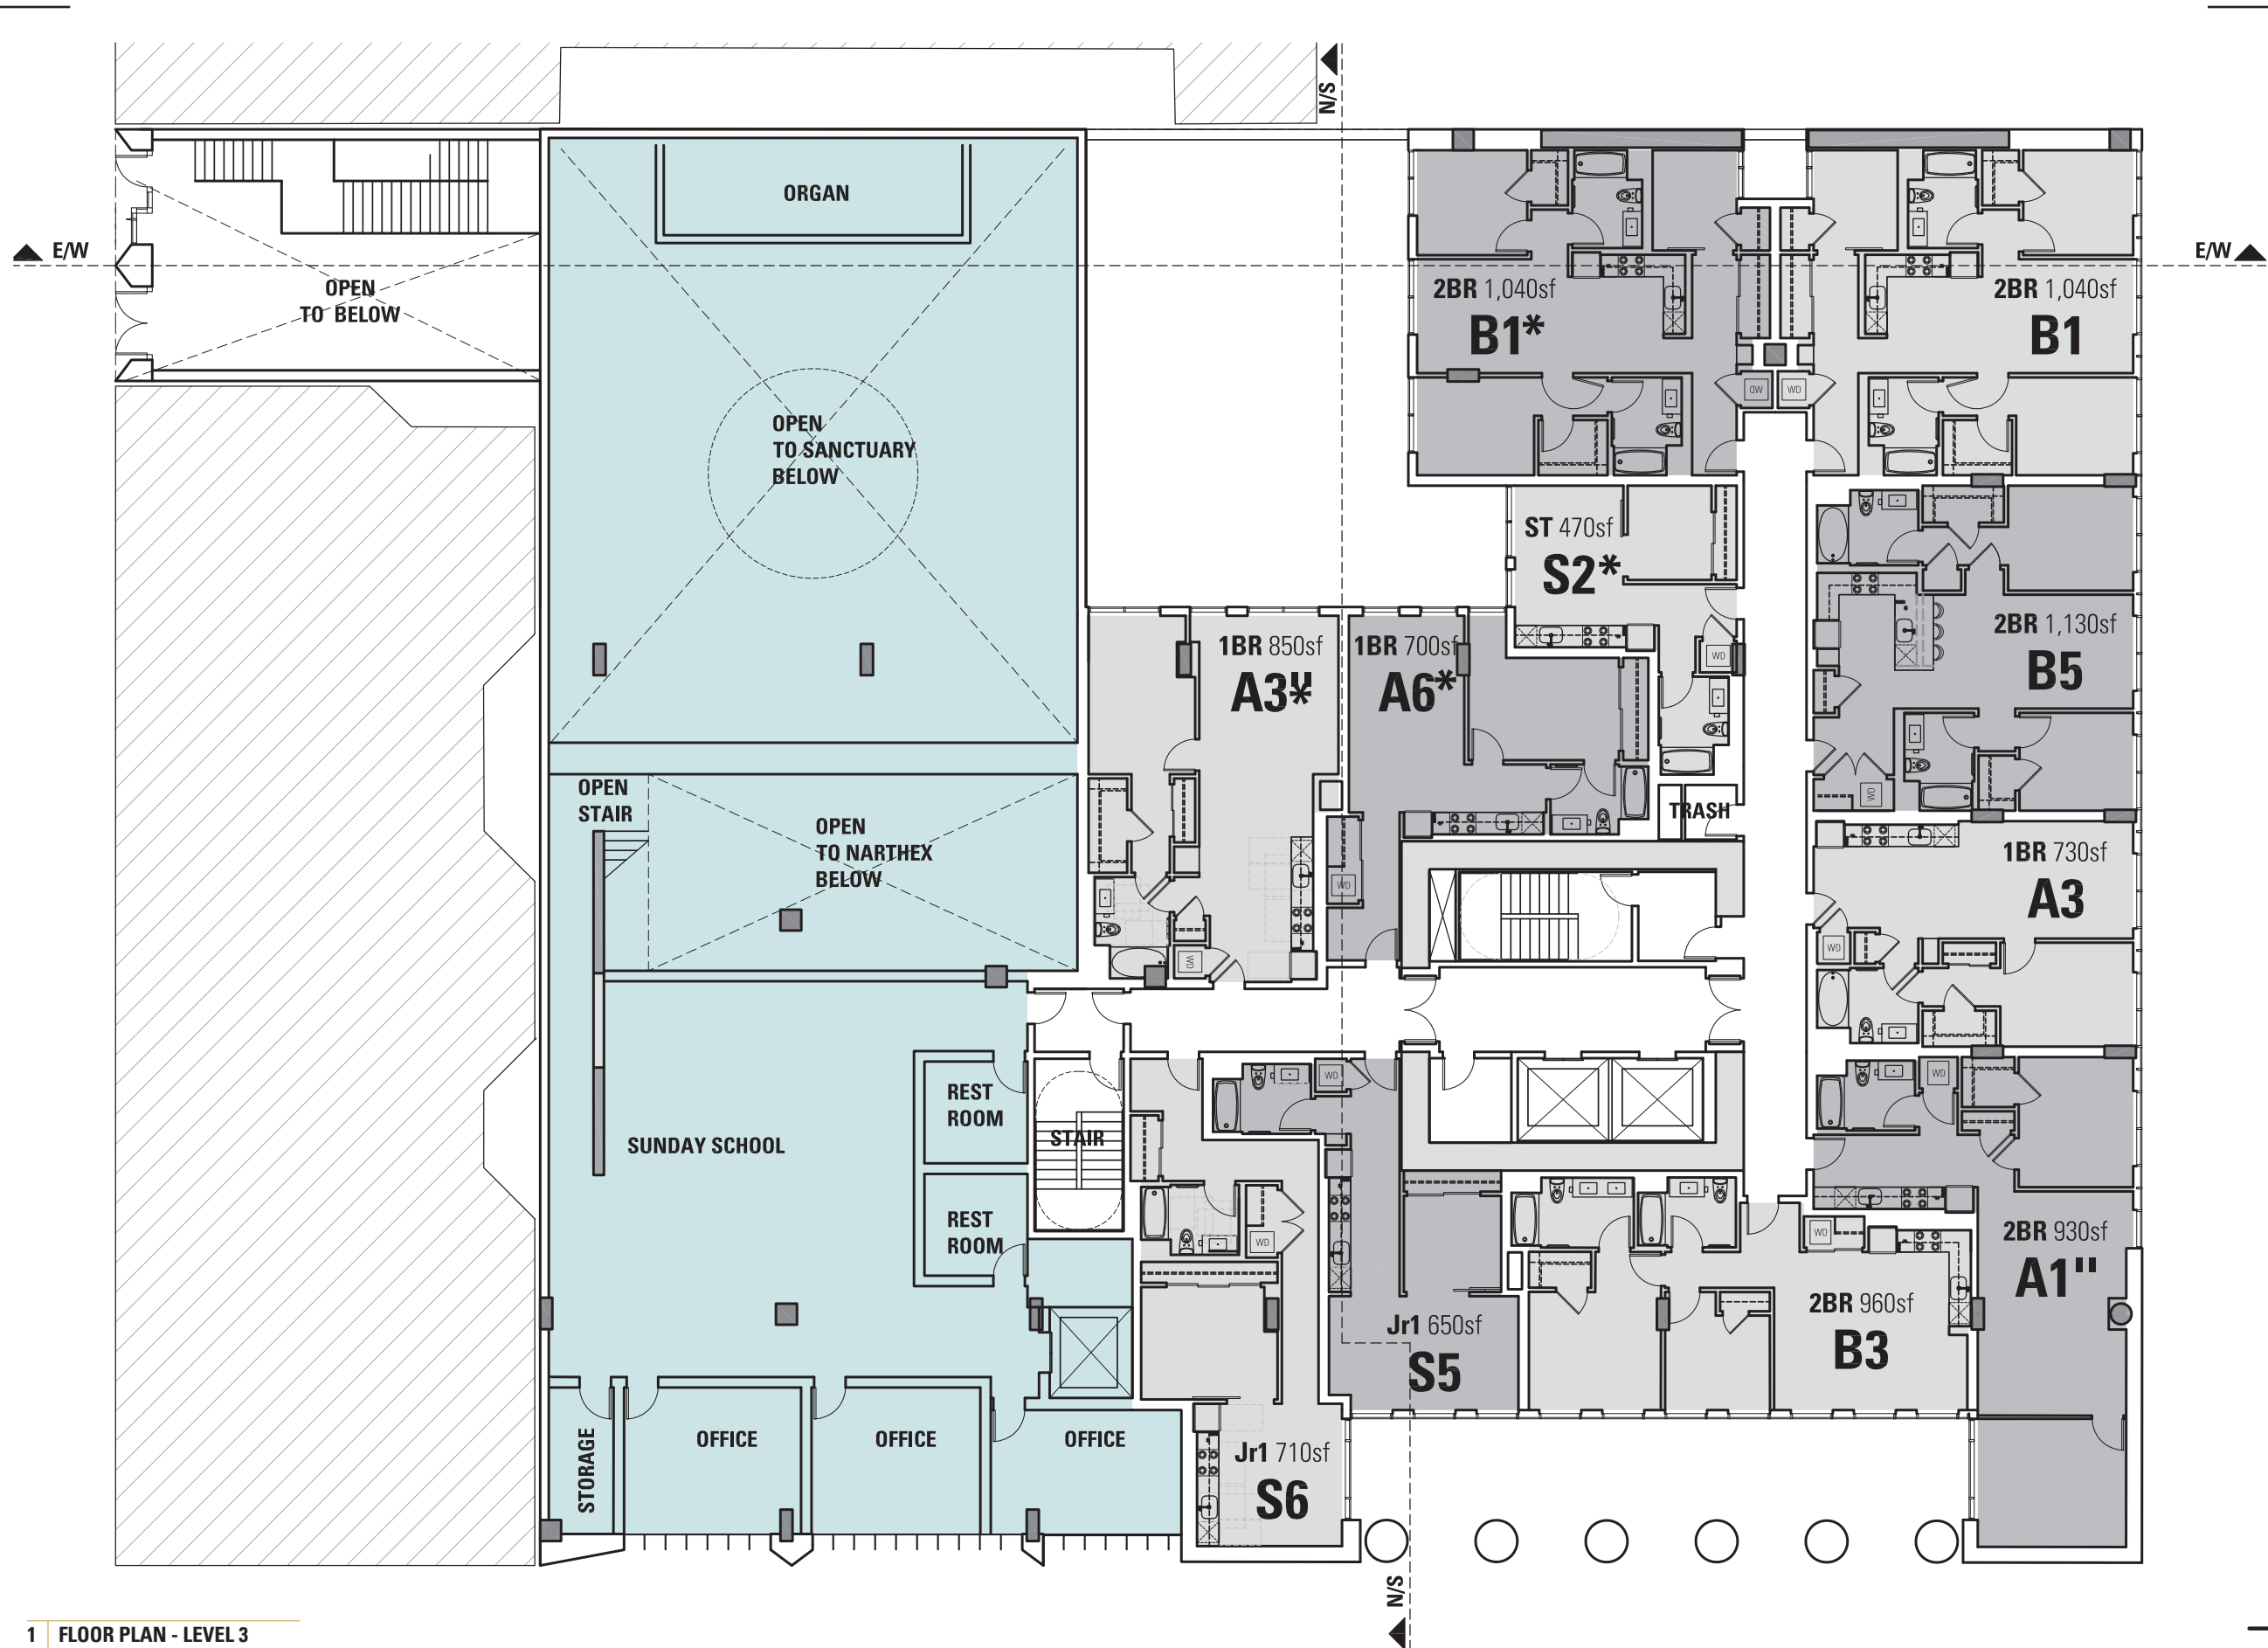 N/S
ORGAN
E/W
E/W
OPEN
TO BELOW
2BR 1,040sf
B1*
2BR 1,040sf
B1
WD
WD
OPEN
TO SANCTUARY
BELOW
ST 470sf
S2*
2BR 1,130sf
B5
1BR 850sf
A3"*
1BR 700sf
A6*
WD
OPEN
STAIR
OPEN
TO NARTHEX
BELOW
TRASH
WD
1BR 730sf
A3
WD
WD
WD
REST
ROOM
WD
WD
SUNDAY SCHOOL
STAIR
REST
ROOM
WD
WD
2BR 930sf
A1"
2BR 960sf
B3
Jr1 650sf
S5
STORAGE
OFFICE
OFFICE
OFFICE
Jr1 710sf
S6
N/S
1 FLOOR PLAN - LEVEL 3